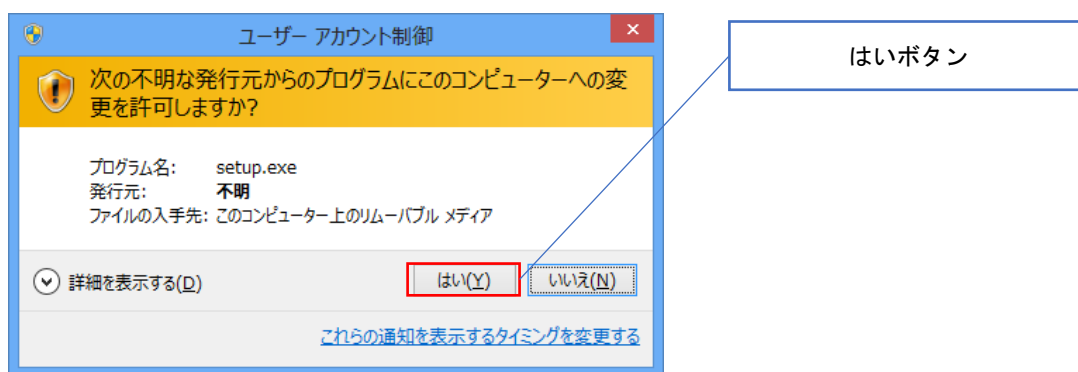 ユーザー アカウント制御
はいボタン
次の不明な発行元からのプログラムにこのコンピューターへの変
更を許可しますか?
プログラム名: setup.exe
発行元: 不明
ファイルの入手先: このコンピューター上のリムーバブル メディア
詳細を表示する(D) はい(Y) いいえ(N)
これらの通知を表示するタイミングを変更する